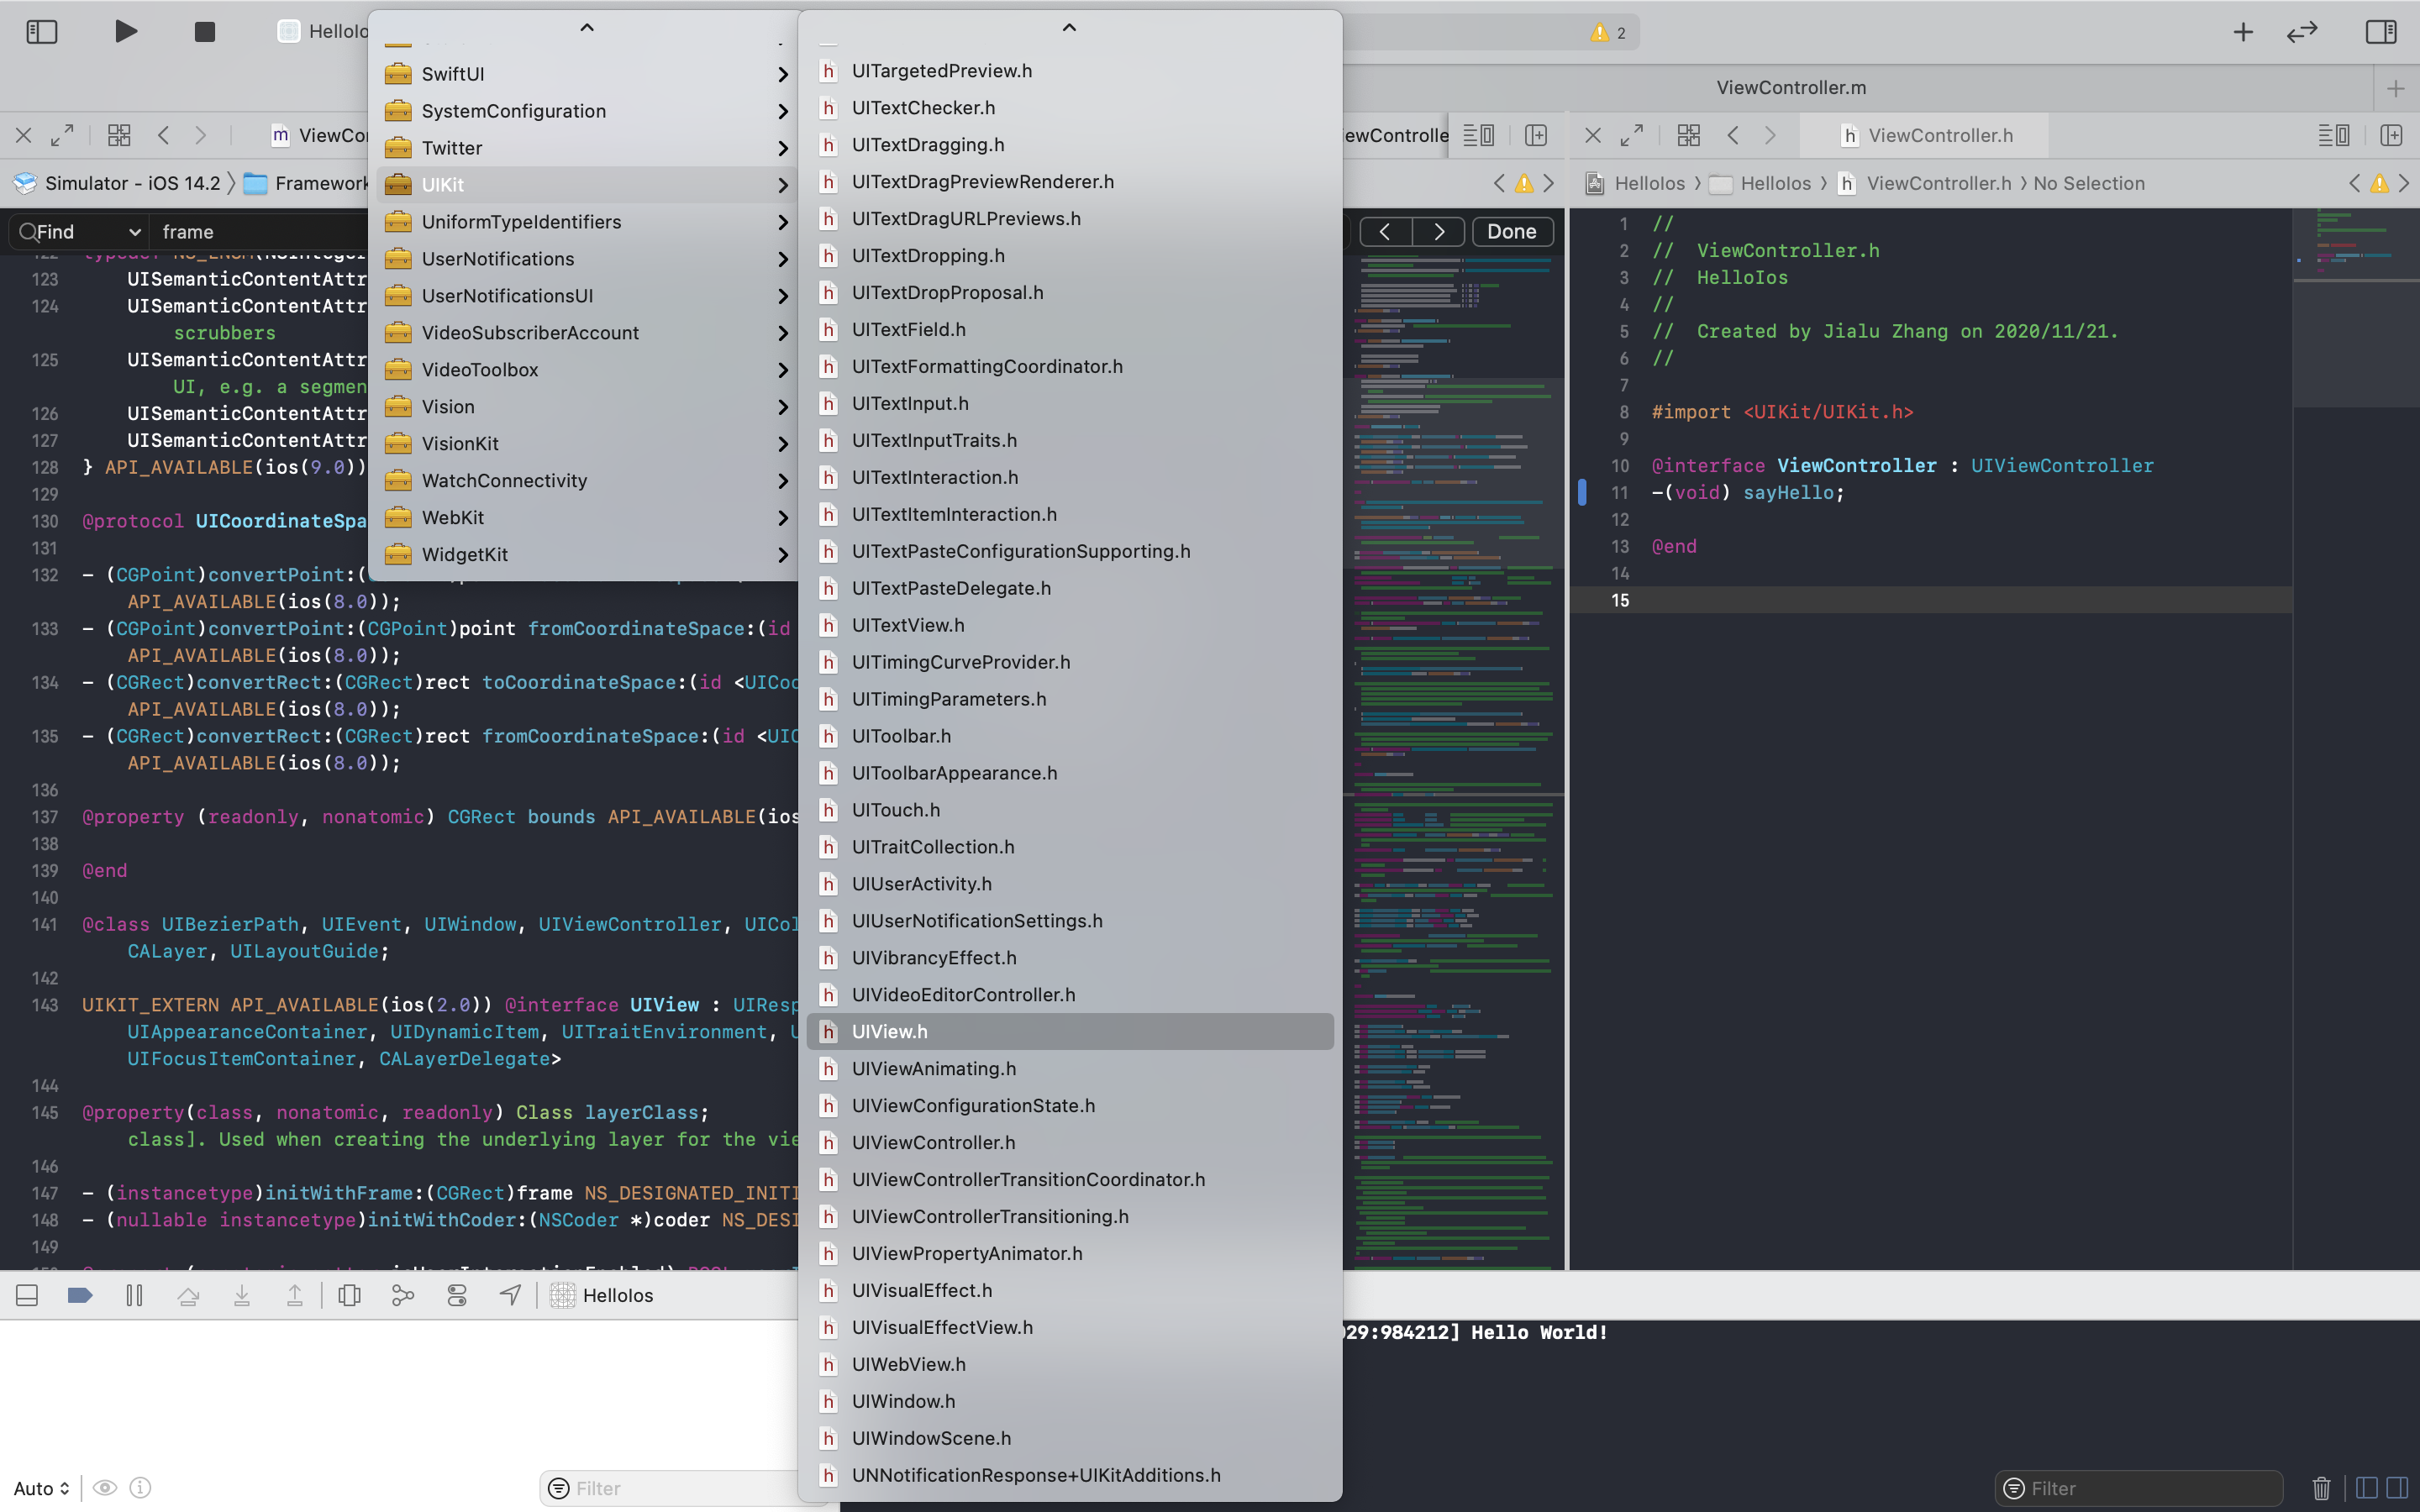 HelloIo
2
ViewController.m
ViewCo
iewControlle
ViewController.h
Simulator - iOS 14.2
Framework
HelloIos
HelloIos
ViewController.h
No Selection
Find
frame
Done
SwiftUI
SystemConfiguration
Twitter
UIKit
UniformTypeIdentifiers
UserNotifications
UserNotificationsUI
VideoSubscriberAccount
VideoToolbox
Vision
VisionKit
WatchConnectivity
WebKit
WidgetKit
UITargetedPreview.h
UITextChecker.h
UITextDragging.h
UITextDragPreviewRenderer.h
UITextDragURLPreviews.h
UITextDropping.h
UITextDropProposal.h
UITextField.h
UITextFormattingCoordinator.h
UITextInput.h
UITextInputTraits.h
UITextInteraction.h
UITextItemInteraction.h
UITextPasteConfigurationSupporting.h
UITextPasteDelegate.h
UITextView.h
UITimingCurveProvider.h
UITimingParameters.h
UIToolbar.h
UIToolbarAppearance.h
UITouch.h
UITraitCollection.h
UIUserActivity.h
UIUserNotificationSettings.h
UIVibrancyEffect.h
UIVideoEditorController.h
UIView.h
UIViewAnimating.h
UIViewConfigurationState.h
UIViewController.h
UIViewControllerTransitionCoordinator.h
UIViewControllerTransitioning.h
UIViewPropertyAnimator.h
UIVisualEffect.h
UIVisualEffectView.h
UIWebView.h
UIWindow.h
UIWindowScene.h
UNNotificationResponse+UIKitAdditions.h
123 UISemanticContentAttr
124 UISemanticContentAttr
scrubbers
125 UISemanticContentAttr
UI, e.g. a segmen
126 UISemanticContentAttr
127 UISemanticContentAttr
128 } API_AVAILABLE(ios(9.0))
129
130 @protocol UICoordinateSpa
131
132 - (CGPoint)convertPoint:(
API_AVAILABLE(ios(8.0));
133 - (CGPoint)convertPoint:(CGPoint)point fromCoordinateSpace:(id
API_AVAILABLE(ios(8.0));
134 - (CGRect)convertRect:(CGRect)rect toCoordinateSpace:(id <UICoo
API_AVAILABLE(ios(8.0));
135 - (CGRect)convertRect:(CGRect)rect fromCoordinateSpace:(id <UIC
API_AVAILABLE(ios(8.0));
136
137 @property (readonly, nonatomic) CGRect bounds API_AVAILABLE(ios
138
139 @end
140
141 @class UIBezierPath, UIEvent, UIWindow, UIViewController, UICol
CALayer, UILayoutGuide;
142
143 UIKIT_EXTERN API_AVAILABLE(ios(2.0)) @interface UIView : UIResp
UIAppearanceContainer, UIDynamicItem, UITraitEnvironment, U
UIFocusItemContainer, CALayerDelegate>
144
145 @property(class, nonatomic, readonly) Class layerClass;
class]. Used when creating the underlying layer for the vie
146
147 - (instancetype)initWithFrame:(CGRect)frame NS_DESIGNATED_INITI
148 - (nullable instancetype)initWithCoder:(NSCoder *)coder NS_DESI
149
1 //
2 // ViewController.h
3 // HelloIos
4 //
5 // Created by Jialu Zhang on 2020/11/21.
6 //
7
8 #import <UIKit/UIKit.h>
9
10 @interface ViewController : UIViewController
11 -(void) sayHello;
12
13 @end
14
15
HelloIos
029:984212] Hello World!
Auto
Filter
Filter